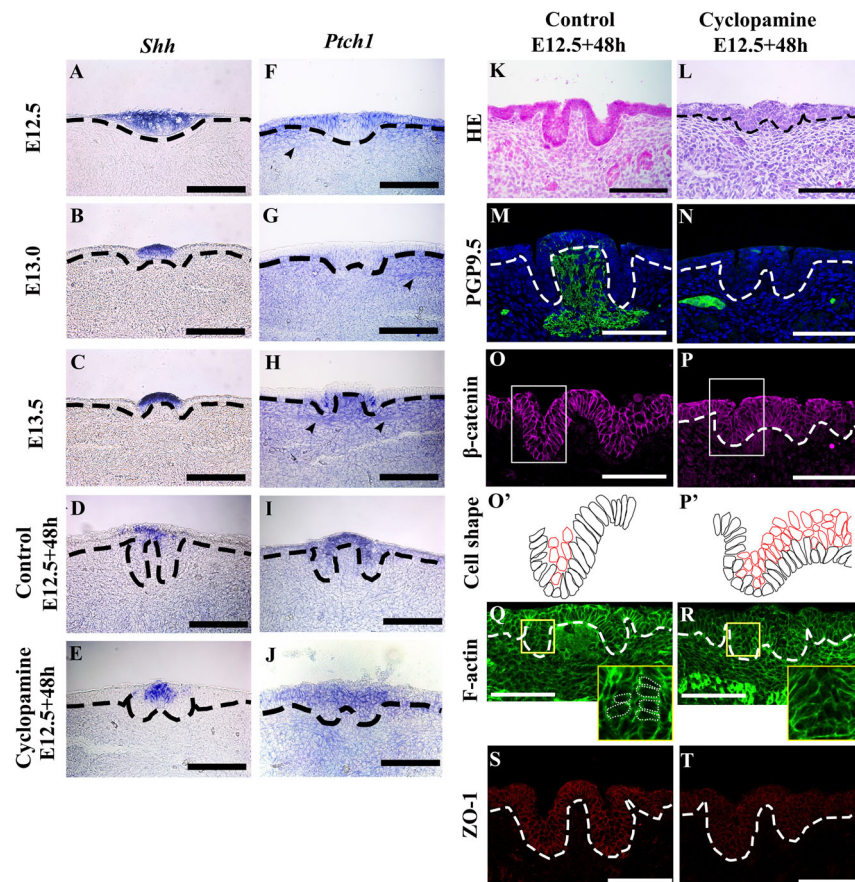 Shh
Ptch1
E12.5
A
F
E13.0
B
G
E13.5
C
H
Control
E12.5+48h
D
I
Cyclopamine
E12.5+48h
E
J
Control
E12.5+48h
Cyclopamine
E12.5+48h
HE
K
L
PGP9.5
M
N
β-catenin
O
P
Cell shape
O’
P’
F-actin
Q
R
ZO-1
S
T